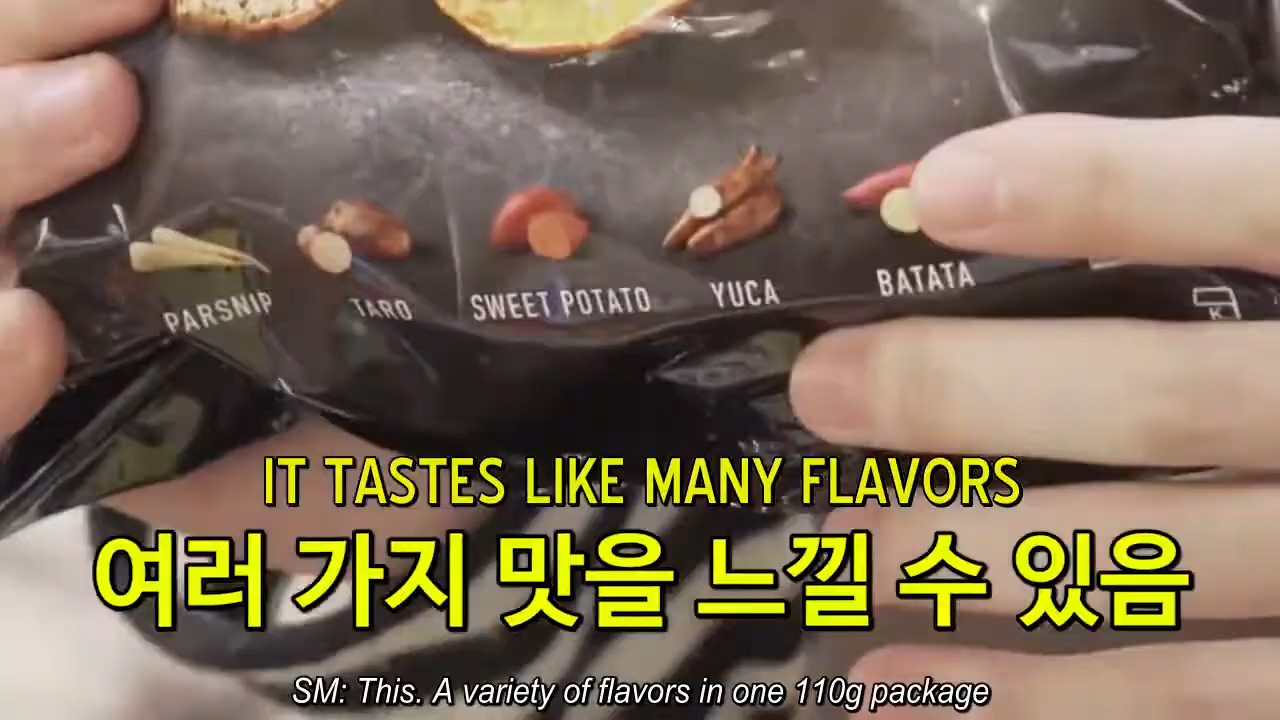 PARSNIP TARO SWEET POTATO YUCA BATATA
K
IT TASTES LIKE MANY FLAVORS
여러 가지 맛을 느낄 수 있음
SM: This. A variety of flavors in one 110g package